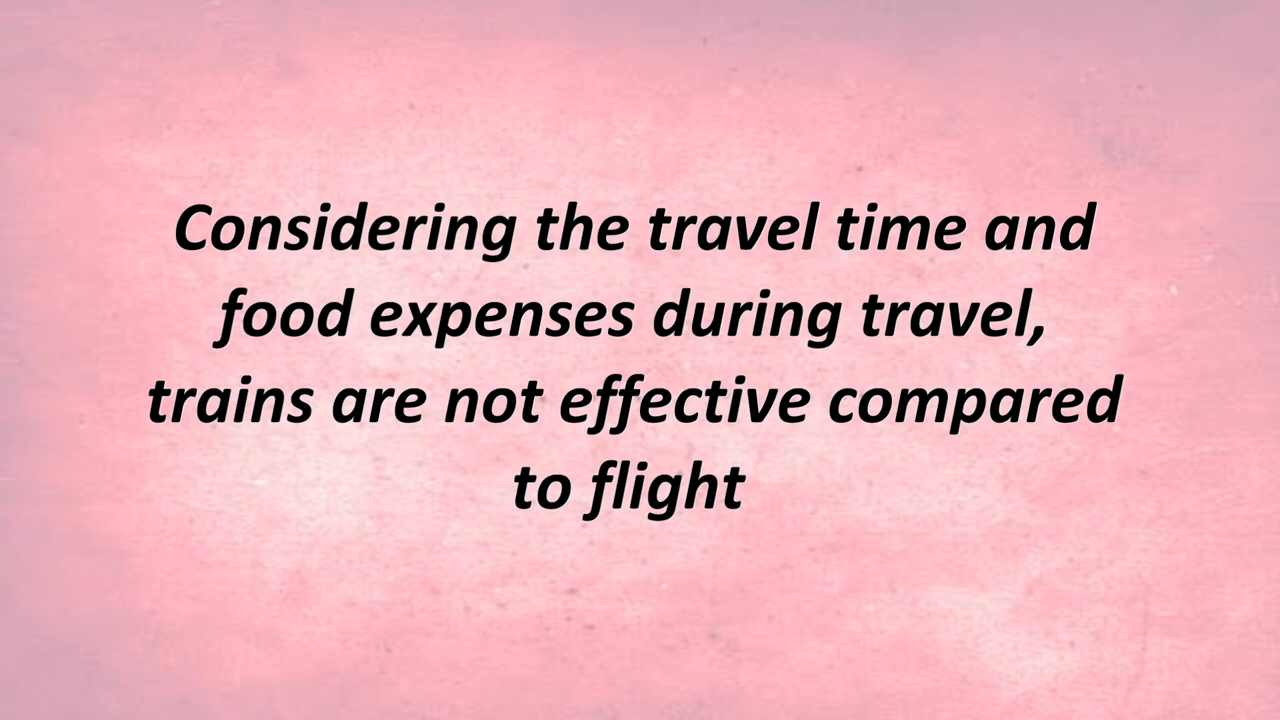 Considering the travel time and
food expenses during travel,
trains are not effective compared
to flight